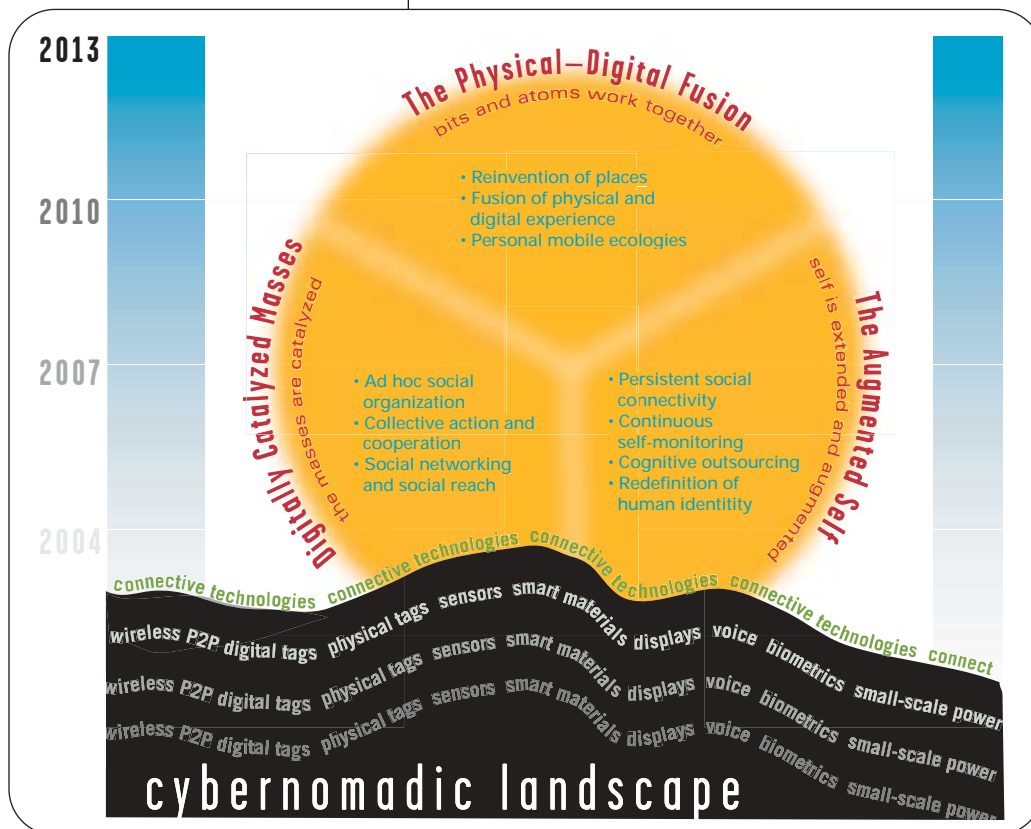 2013
The Physical–Digital Fusion
bits and atoms work together
• Reinvention of places
• Fusion of physical and
digital experience
• Personal mobile ecologies
2010
Digitally Catalyzed Masses
the masses are catalyzed
The Augmented Self
self is extended and augmented
2007
• Ad hoc social
organization
• Collective action and
cooperation
• Social networking
and social reach
• Persistent social
connectivity
• Continuous
self-monitoring
• Cognitive outsourcing
• Redefinition of
human identitity
2004
connective technologies connective technologies connective technologies connective technologies connect
wireless P2P digital tags physical tags sensors smart materials displays voice biometrics small-scale power
wireless P2P digital tags physical tags sensors smart materials displays voice biometrics small-scale power
wireless P2P digital tags physical tags sensors smart materials displays voice biometrics small-scale power
cybernomadic landscape